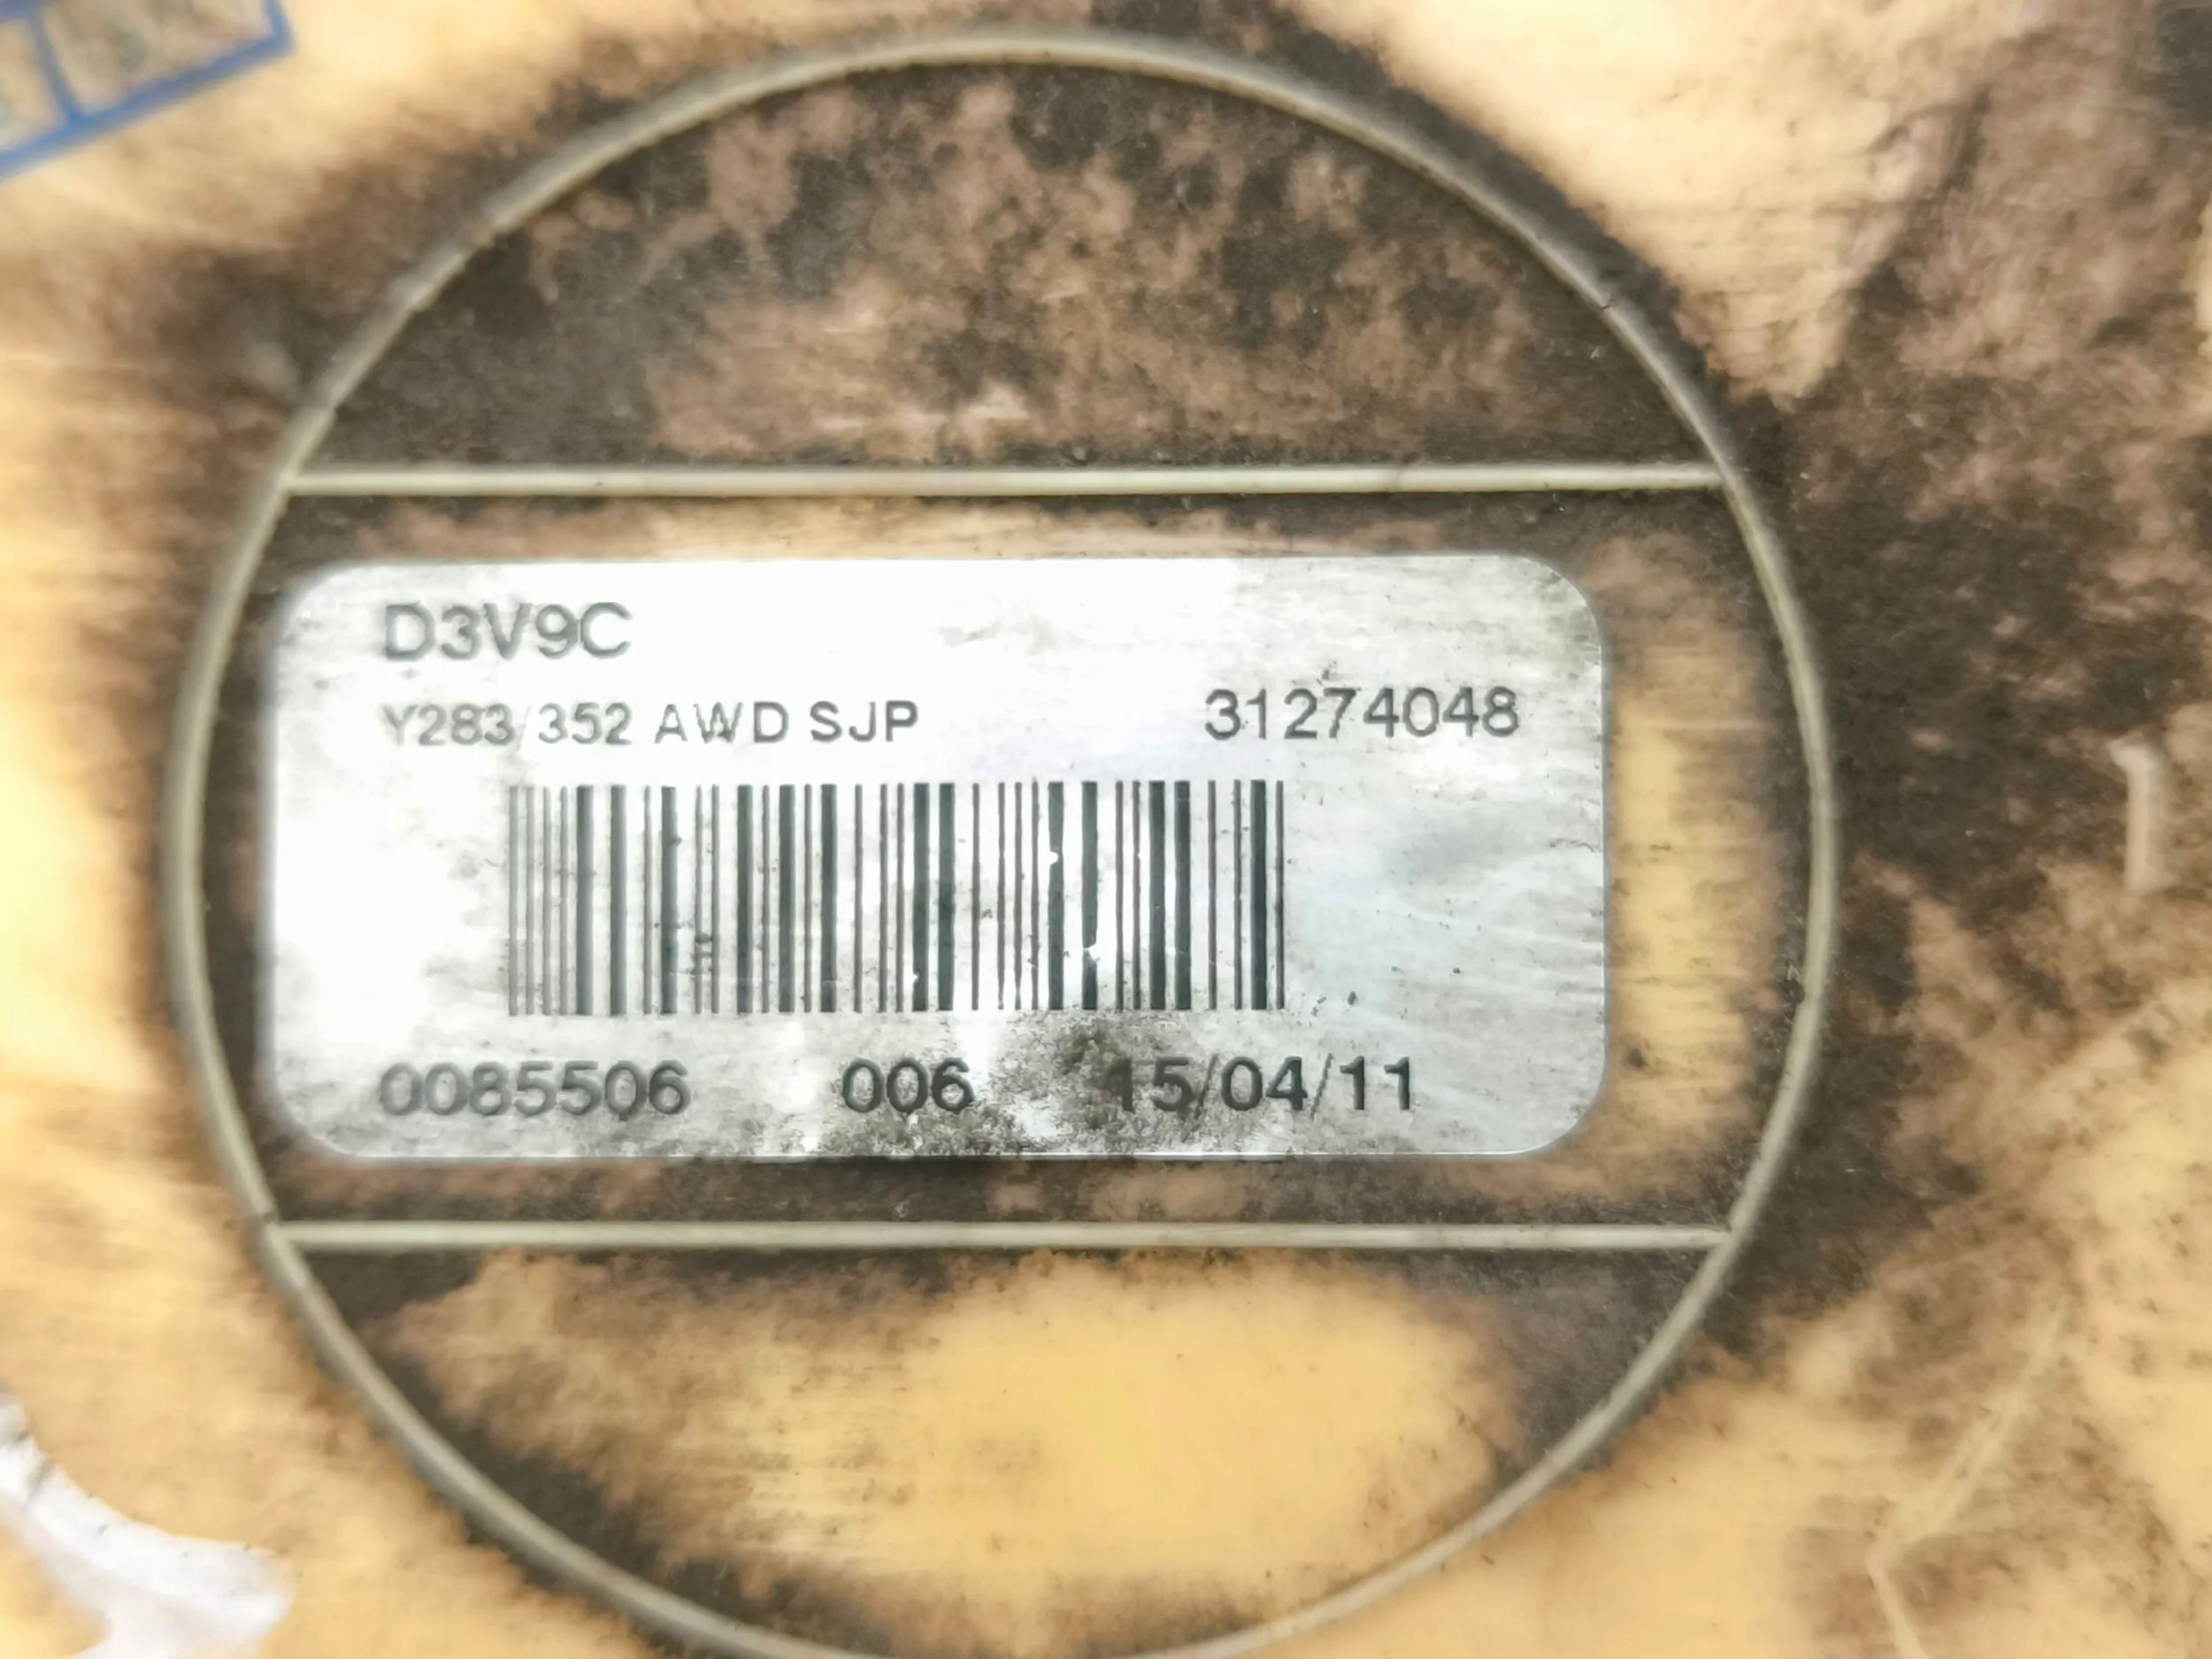 D3V9C
Y283/352 AWD SJP 31274048
0085506 006 15/04/11